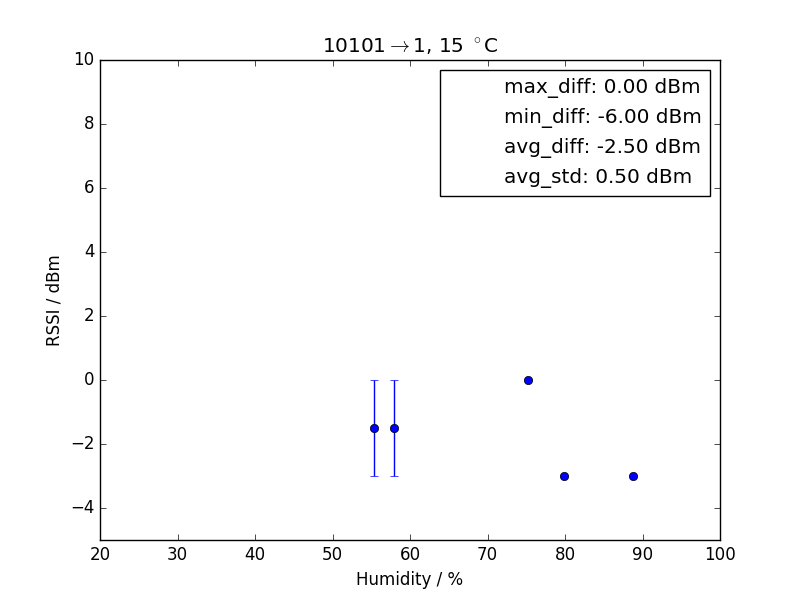 10101→1, 15 °C
max_diff: 0.00 dBm
min_diff: -6.00 dBm
avg_diff: -2.50 dBm
avg_std: 0.50 dBm
RSSI / dBm
10
8
6
4
2
0
−2
−4
20 30 40 50 60 70 80 90 100
Humidity / %